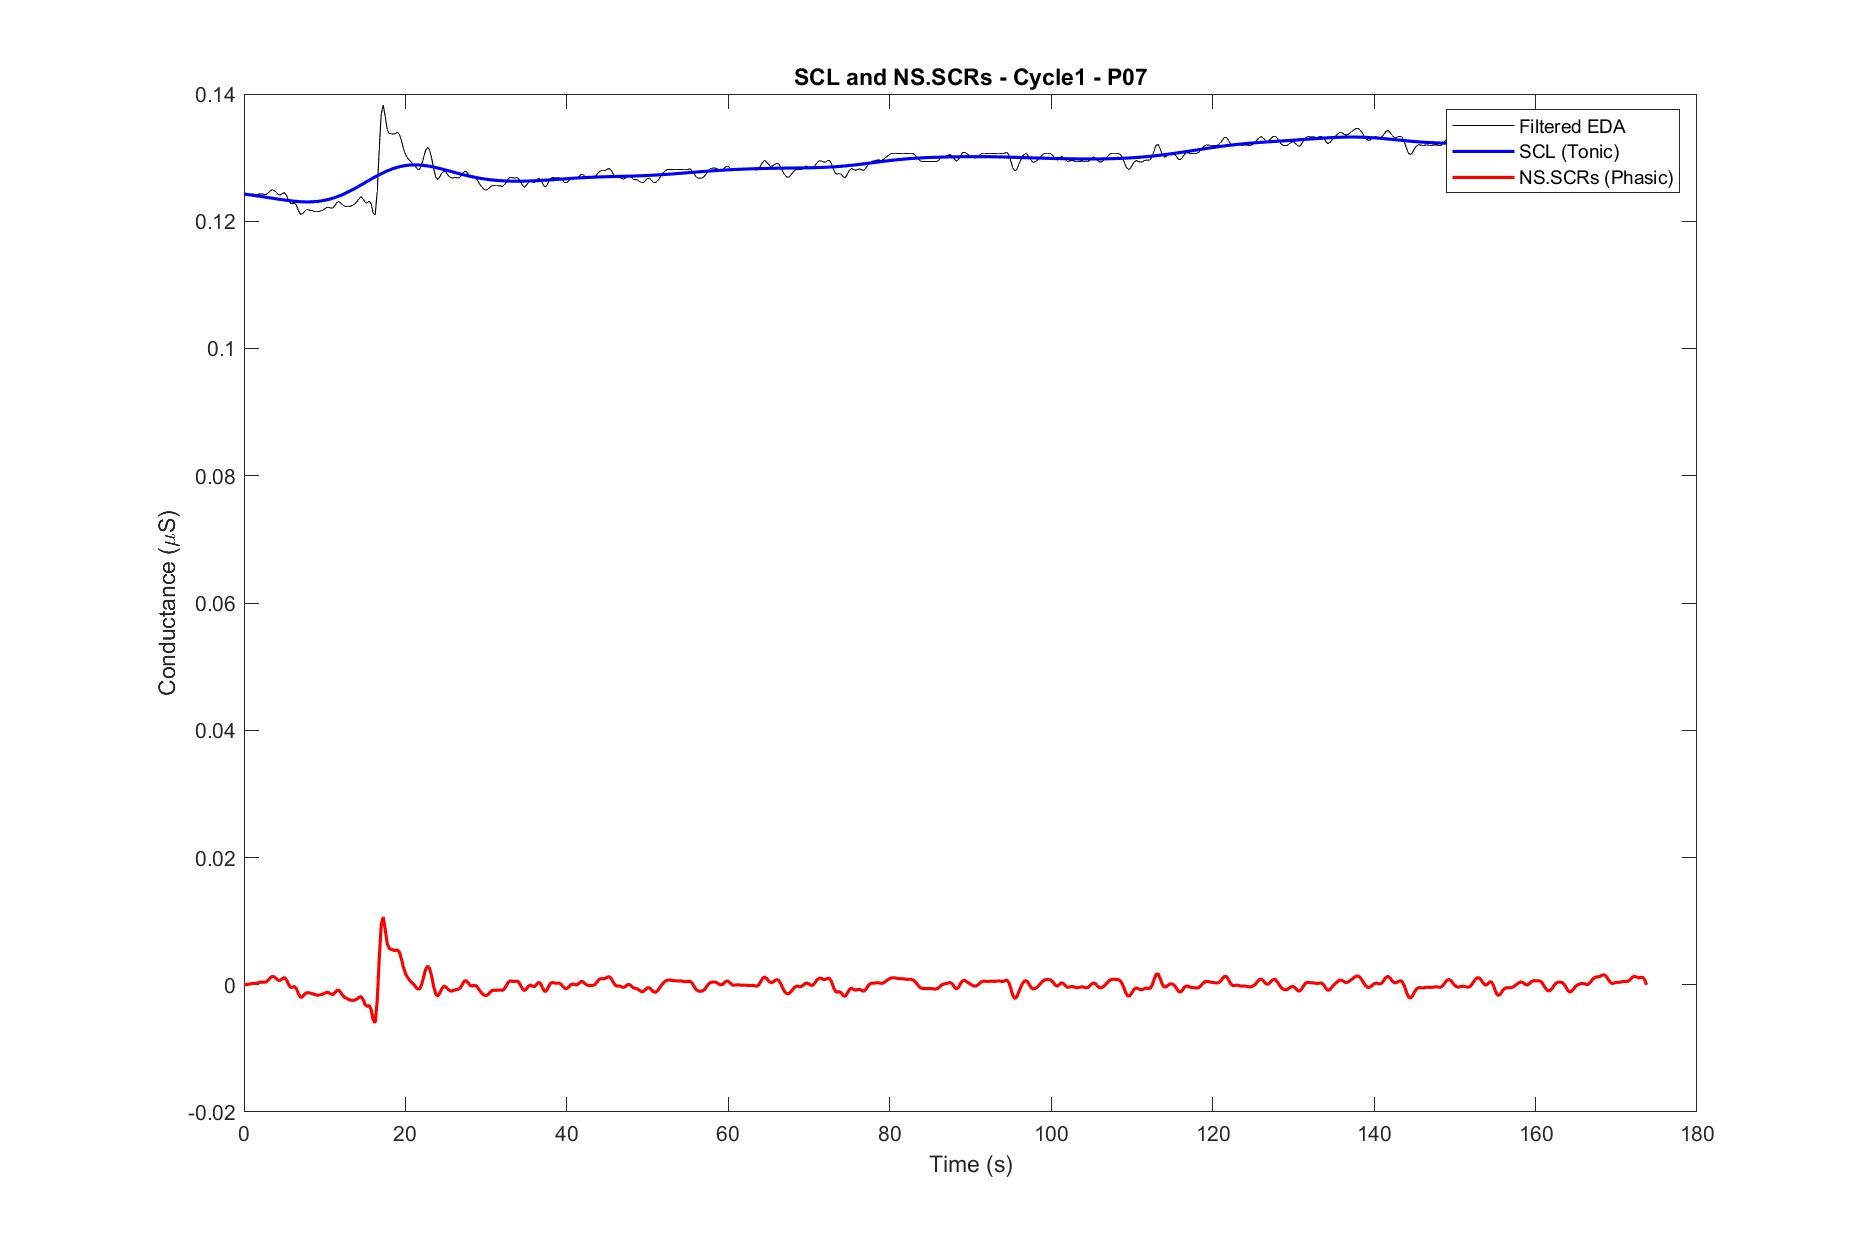 SCL and NS.SCRs - Cycle1 - P07
0.14
0.12
0.1
0.08
0.06
0.04
0.02
0
-0.02
Conductance (μS)
Filtered EDA
SCL (Tonic)
NS.SCRs (Phasic)
0 20 40 60 80 100 120 140 160 180
Time (s)